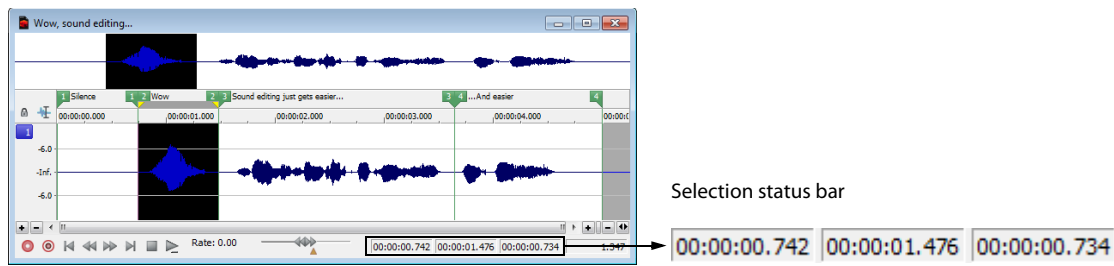 Wow, sound editing...
1 Silence 1 2 Wow 2 3 Sound editing just gets easier... 3 4 ...And easier 4
00:00:00.000 00:00:01.000 00:00:02.000 00:00:03.000 00:00:04.000 00:00:0
1
-6.0
-Inf.
-6.0
Rate: 0.00 00:00:00.742 00:00:01.476 00:00:00.734 1:347
Selection status bar
00:00:00.742 00:00:01.476 00:00:00.734